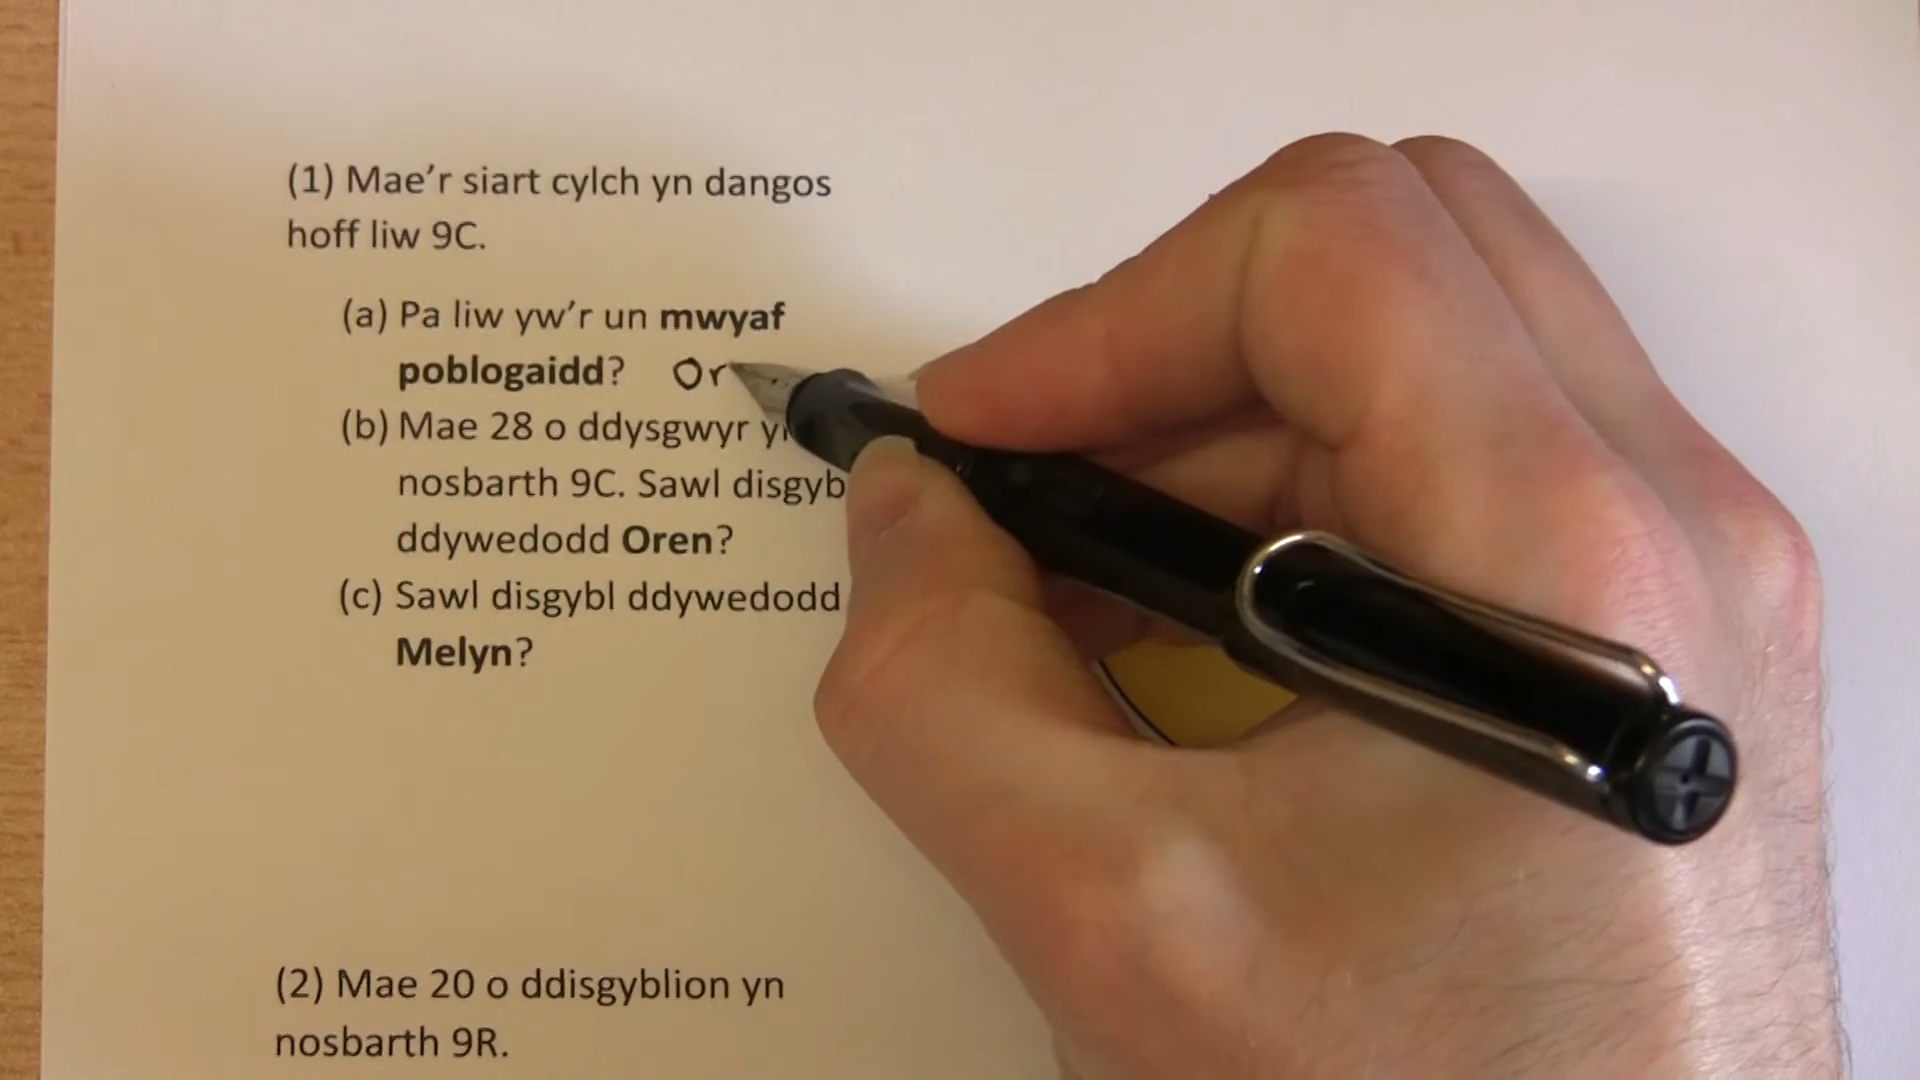 (1) Mae’r siart cylch yn dangos
hoff liw 9C.
(a) Pa liw yw’r un mwyaf
poblogaidd? Or
(b) Mae 28 o ddysgwyr
nosbarth 9C. Sawl
ddywedodd Oren?
(c) Sawl disgybl ddywedodd
Melyn?
(2) Mae 20 o ddisgyblion yn
nosbarth 9R.